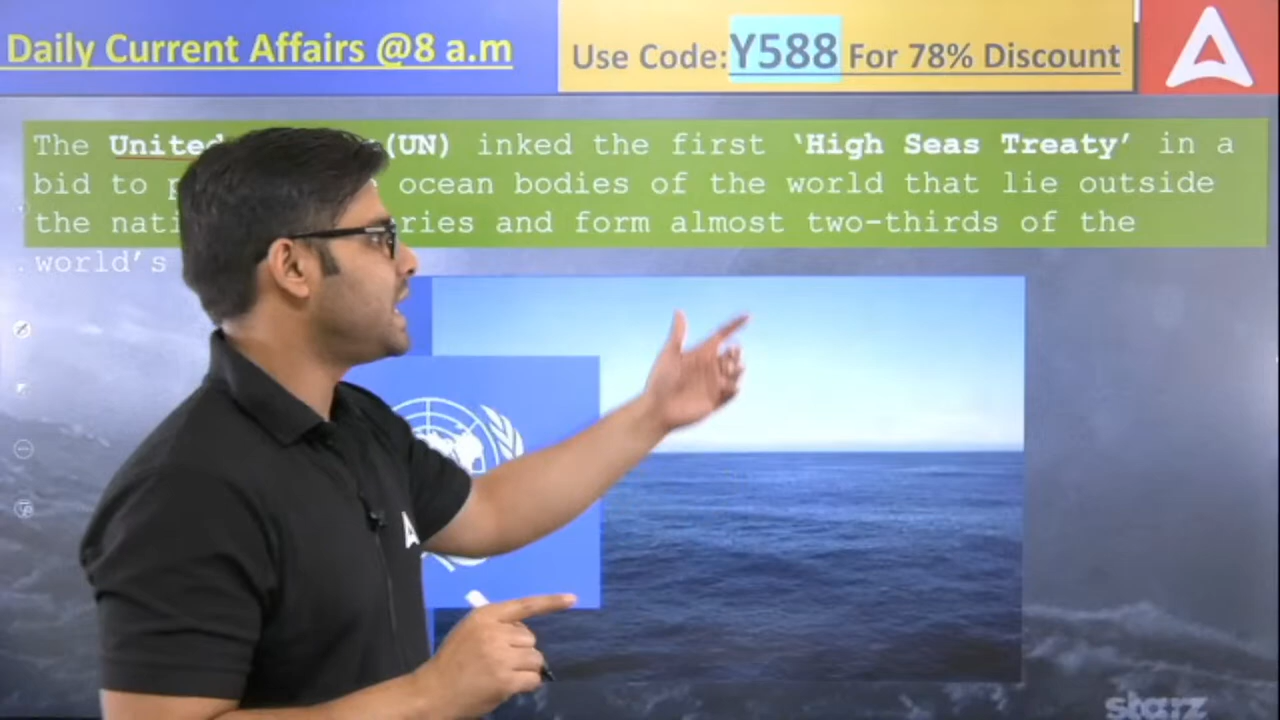 Daily Current Affairs @8 a.m
Use Code:Y588 For 78% Discount
The United (UN) inked the first ‘High Seas Treaty’ in a
bid to ocean bodies of the world that lie outside
the and form almost two-thirds of the
world’s
starz